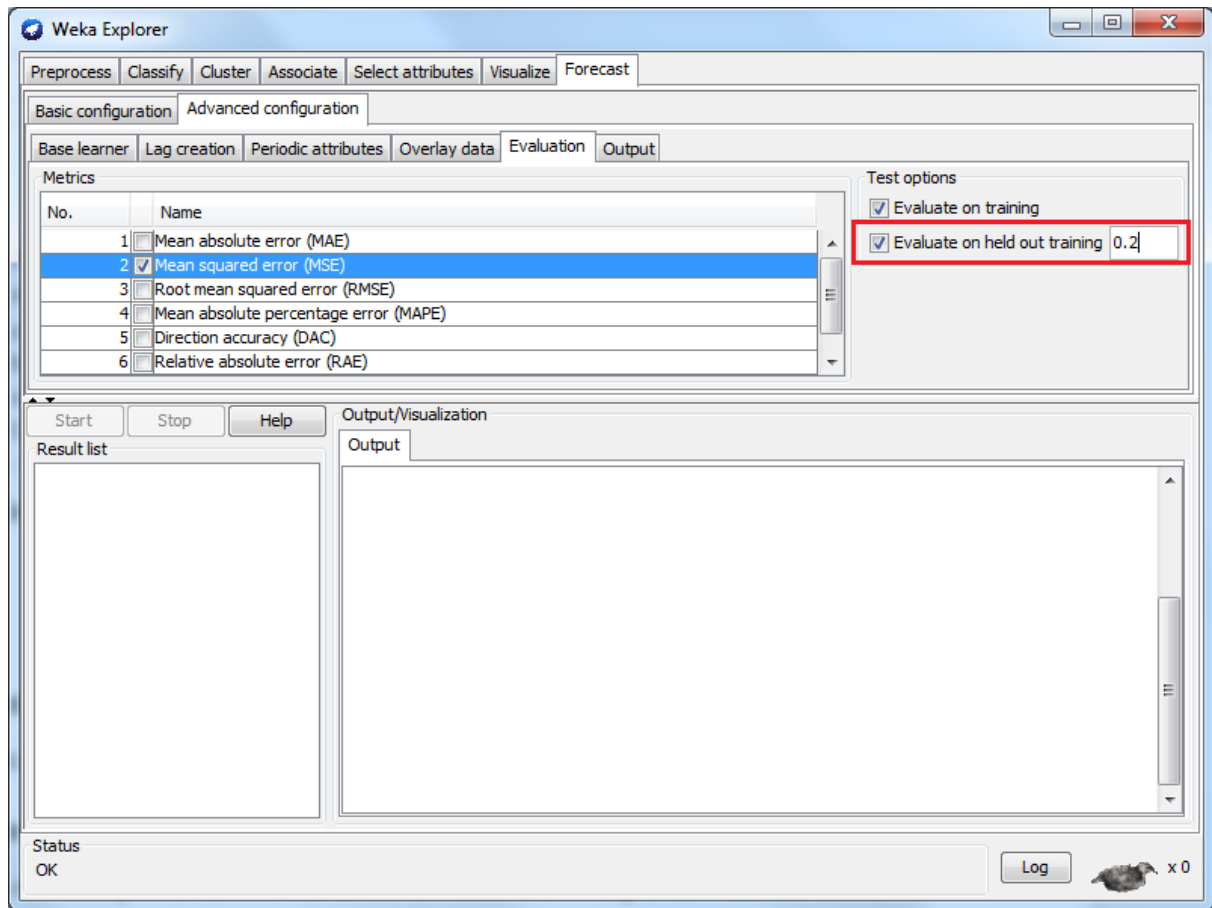 Weka Explorer
Preprocess Classify Cluster Associate Select attributes Visualize Forecast
Basic configuration Advanced configuration
Base learner Lag creation Periodic attributes Overlay data Evaluation Output
Metrics
No. Name
1 Mean absolute error (MAE)
2 Mean squared error (MSE)
3 Root mean squared error (RMSE)
4 Mean absolute percentage error (MAPE)
5 Direction accuracy (DAC)
6 Relative absolute error (RAE)
Test options
Evaluate on training
Evaluate on held out training 0.2
Start Stop Help
Result list
Output/Visualization
Output
Status
OK
Log
x 0